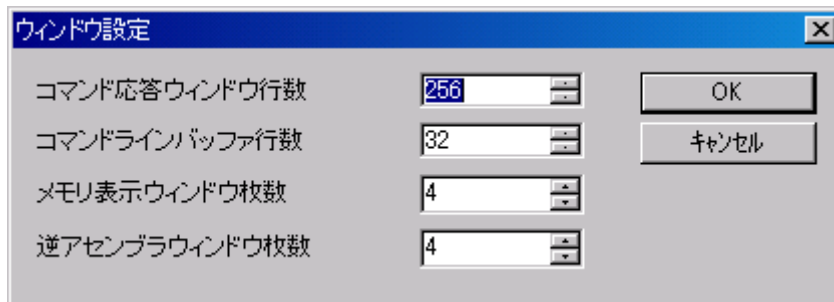 ウィンドウ設定
コマンド応答ウィンドウ行数 256 OK
コマンドラインバッファ行数 32 キャンセル
メモリ表示ウィンドウ枚数 4
逆アセンブラウィンドウ枚数 4